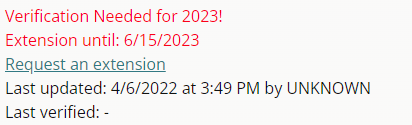 Verification Needed for 2023!
Extension until: 6/15/2023
Request an extension
Last updated: 4/6/2022 at 3:49 PM by UNKNOWN
Last verified: -